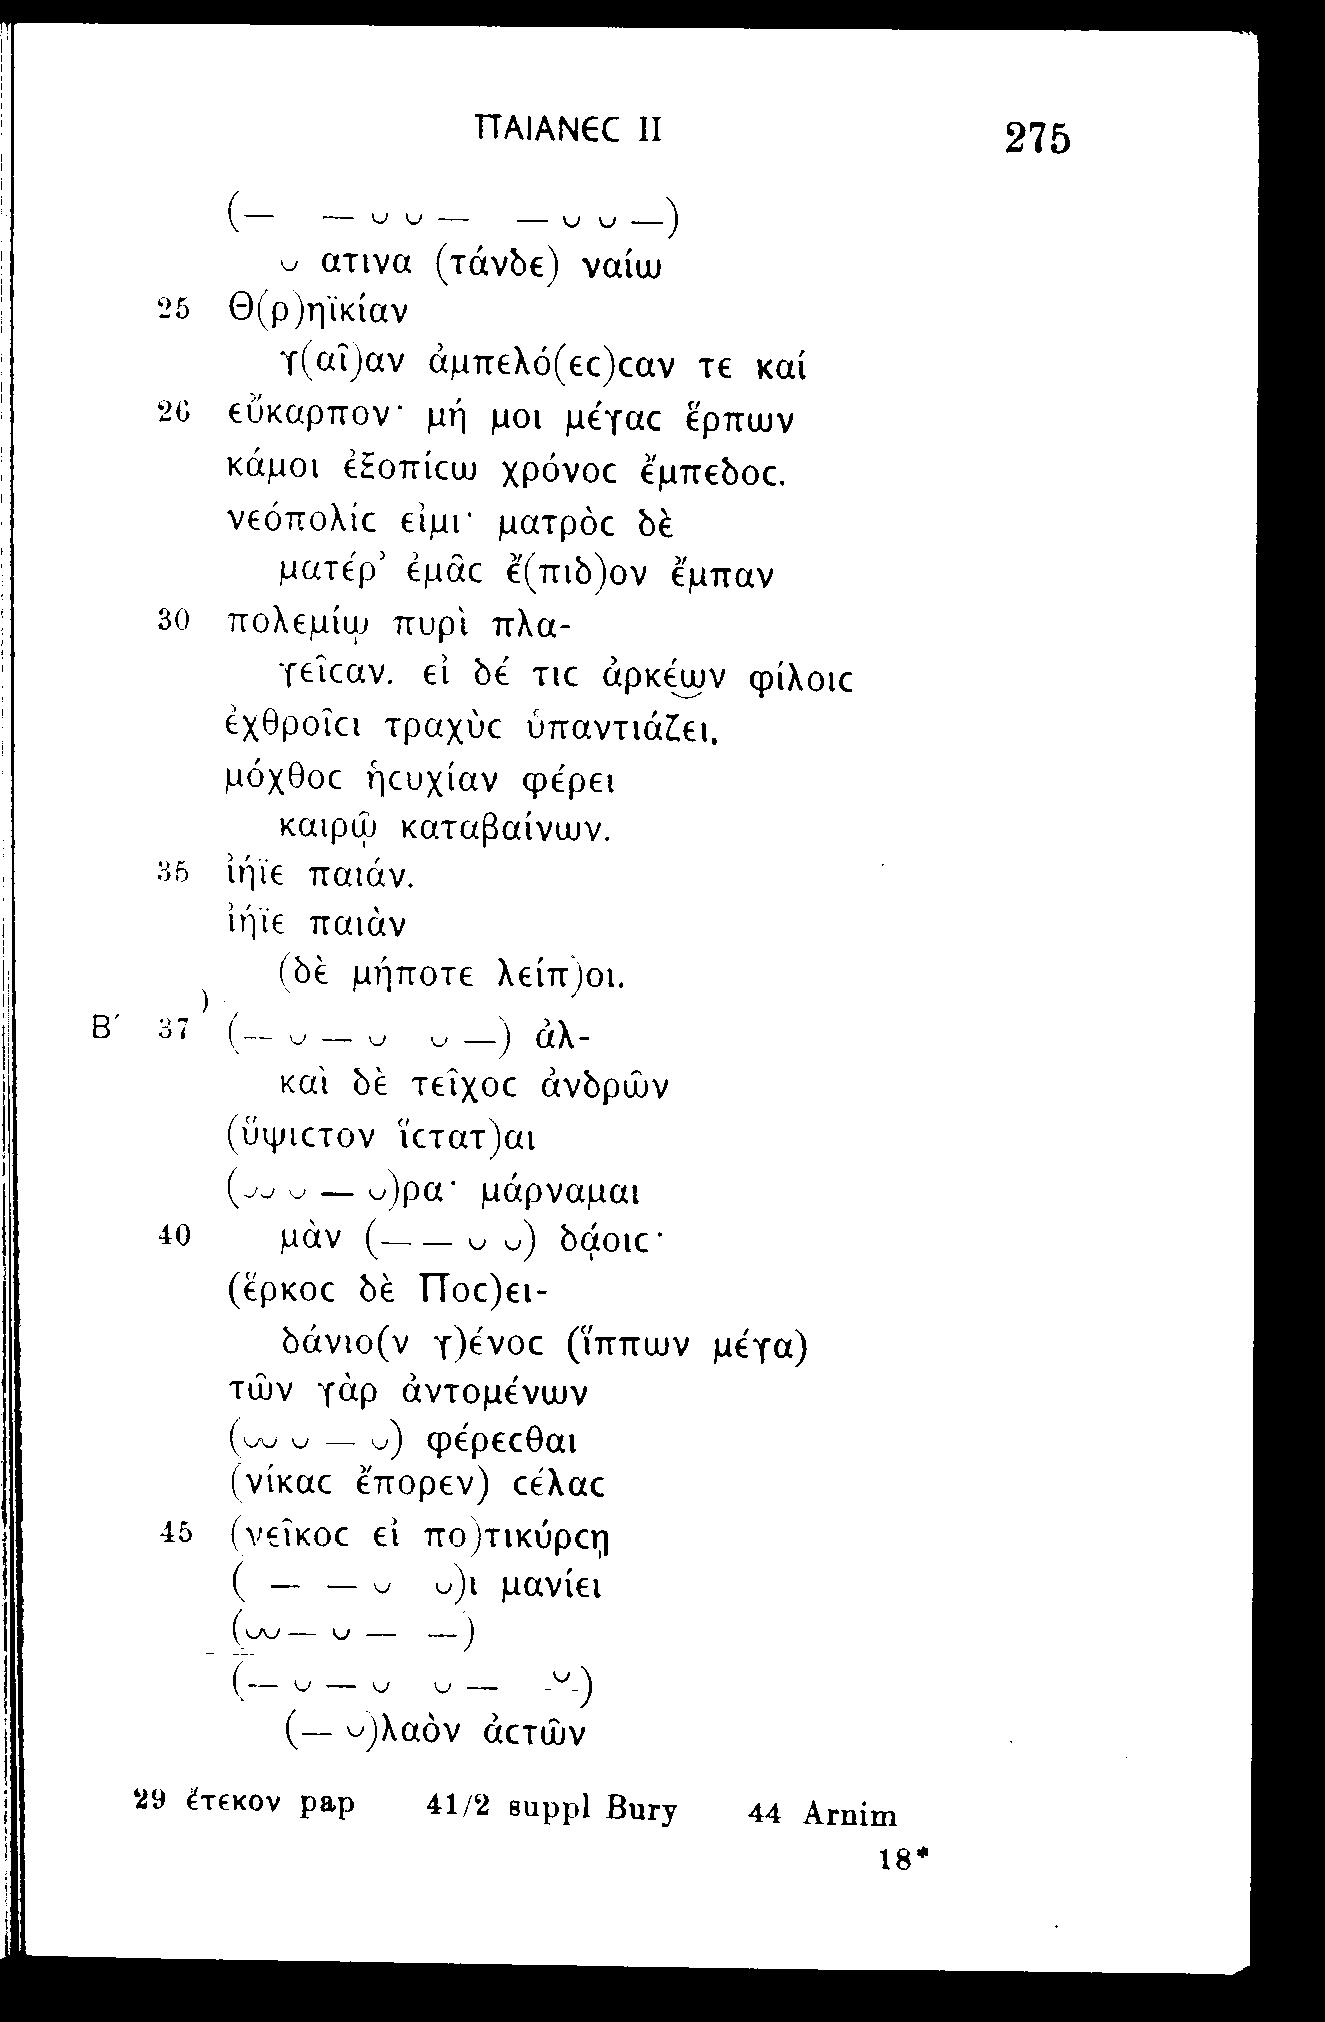 ΠΑΙΑΝΕϹ II 275
(— — ⏑ ⏑ — — ⏑ ⏑ —)
⏑ ατινα (τάνδε) ναίω
25 Θ(ρ)ηϊκίαν
γ(αῖ)αν ἀμπελό(εϲ)ϲαν τε καί
26 εὔκαρπον· μή μοι μέγαϲ ἕρπων
κάμοι ἐξοπίϲω χρόνοϲ ἔμπεδοϲ.
νεόπολίϲ εἰμι· ματρὸϲ δὲ
ματέρ’ ἐμᾶϲ ἔ(πιδ)ον ἔμπαν
30 πολεμίῳ πυρὶ πλα-
γεῖϲαν. εἰ δέ τιϲ ἀρκέων φίλοιϲ
ἐχθροῖϲι τραχὺϲ ὑπαντιάζει,
μόχθοϲ ἡϲυχίαν φέρει
καιρῷ καταβαίνων.
35 ἰήϊε παιάν.
ἰήϊε παιὰν
(δὲ μήποτε λείπ)οι.
Β΄ 37 (— ⏑ — ⏑ ⏑ —) ἀλ-
καὶ δὲ τεῖχοϲ ἀνδρῶν
(ὕψιϲτον ἵϲτατ)αι
(⏑⏑ ⏑ — ⏑)ρα· μάρναμαι
40 μὰν (— — ⏑ ⏑) δᾴοιϲ·
(ἕρκοϲ δὲ Ποϲ)ει-
δάνιο(ν γ)ένοϲ (ἵππων μέγα)
τῶν γὰρ ἀντομένων
(⏑⏑ ⏑ — ⏑) φέρεϲθαι
(νίκαϲ ἔπορεν) ϲέλαϲ
45 (νεῖκοϲ εἰ πο)τικύρϲῃ
( — — ⏑ ⏑)ι μανίει
(⏑⏑ — ⏑ — —)
(— ⏑ — ⏑ ⏑ — -⏑-)
(— ⏑)λαὸν ἀϲτῶν
29 ἔτεκον pap 41/2 suppl Bury 44 Arnim
18*